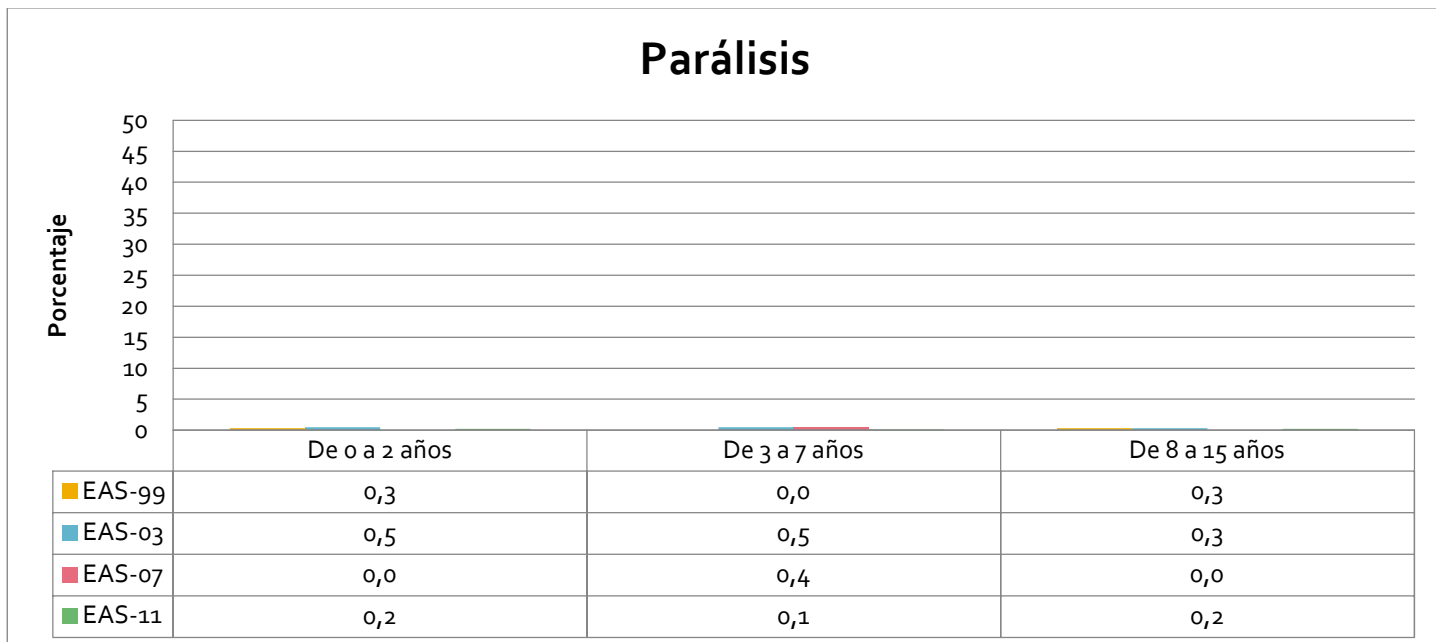 Parálisis
50
45
40
35
30
25
20
15
10
5
0
Porcentaje
De 0 a 2 años De 3 a 7 años De 8 a 15 años
EAS-99 0,3 0,0 0,3
EAS-03 0,5 0,5 0,3
EAS-07 0,0 0,4 0,0
EAS-11 0,2 0,1 0,2